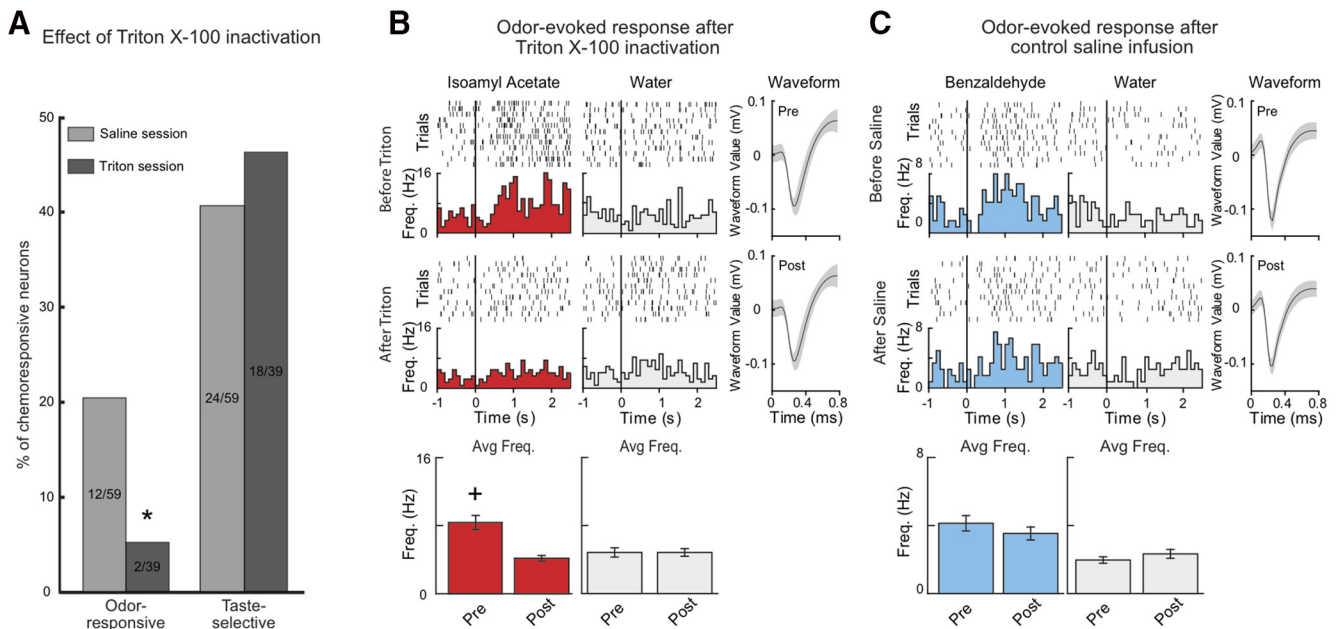 A
Effect of Triton X-100 inactivation
50
40
30
20
10
0
% of chemoresponsive neurons
Saline session
Triton session
12/59
*
2/39
24/59
18/39
Odor-
responsive
Taste-
selective
B
Odor-evoked response after
Triton X-100 inactivation
Isoamyl Acetate
Water
Waveform
Before Triton
Trials
Freq. (Hz)
16
0
Waveform Value (mV)
0.1
0
-0.1
Pre
After Triton
Trials
Freq. (Hz)
16
0
-1
0
1
2
Time (s)
-1
0
1
2
Time (s)
Waveform Value (mV)
0.1
0
-0.1
Post
0
0.4
0.8
Time (ms)
Avg Freq.
Avg Freq.
Freq. (Hz)
16
0
+
Pre
Post
Pre
Post
C
Odor-evoked response after
control saline infusion
Benzaldehyde
Water
Waveform
Before Saline
Trials
Freq. (Hz)
8
0
Waveform Value (mV)
0.1
0
-0.1
Pre
After Saline
Trials
Freq. (Hz)
8
0
-1
0
1
2
Time (s)
-1
0
1
2
Time (s)
Waveform Value (mV)
0.1
0
-0.1
Post
0
0.4
0.8
Time (ms)
Avg Freq.
Avg Freq.
Freq. (Hz)
8
0
Pre
Post
Pre
Post